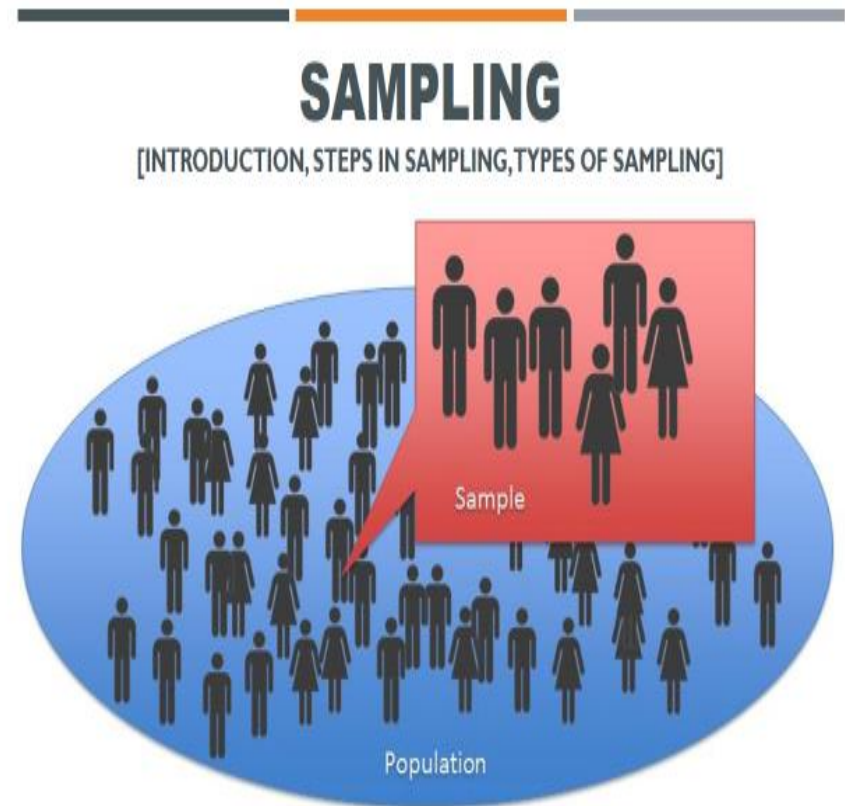 SAMPLING
[INTRODUCTION, STEPS IN SAMPLING, TYPES OF SAMPLING]
Sample
Population